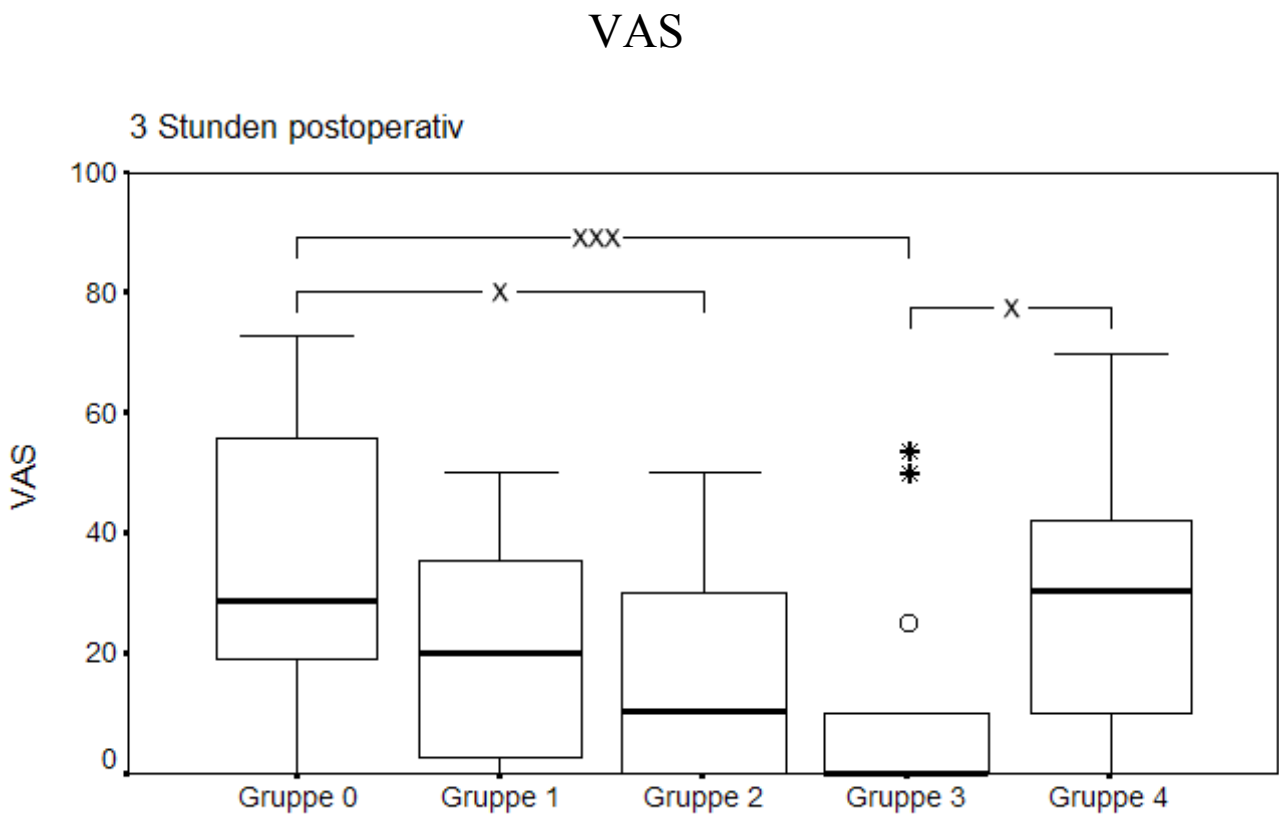 VAS
3 Stunden postoperativ
100
XXX
80
X
X
60
VAS
40
20
0
Gruppe 0 Gruppe 1 Gruppe 2 Gruppe 3 Gruppe 4